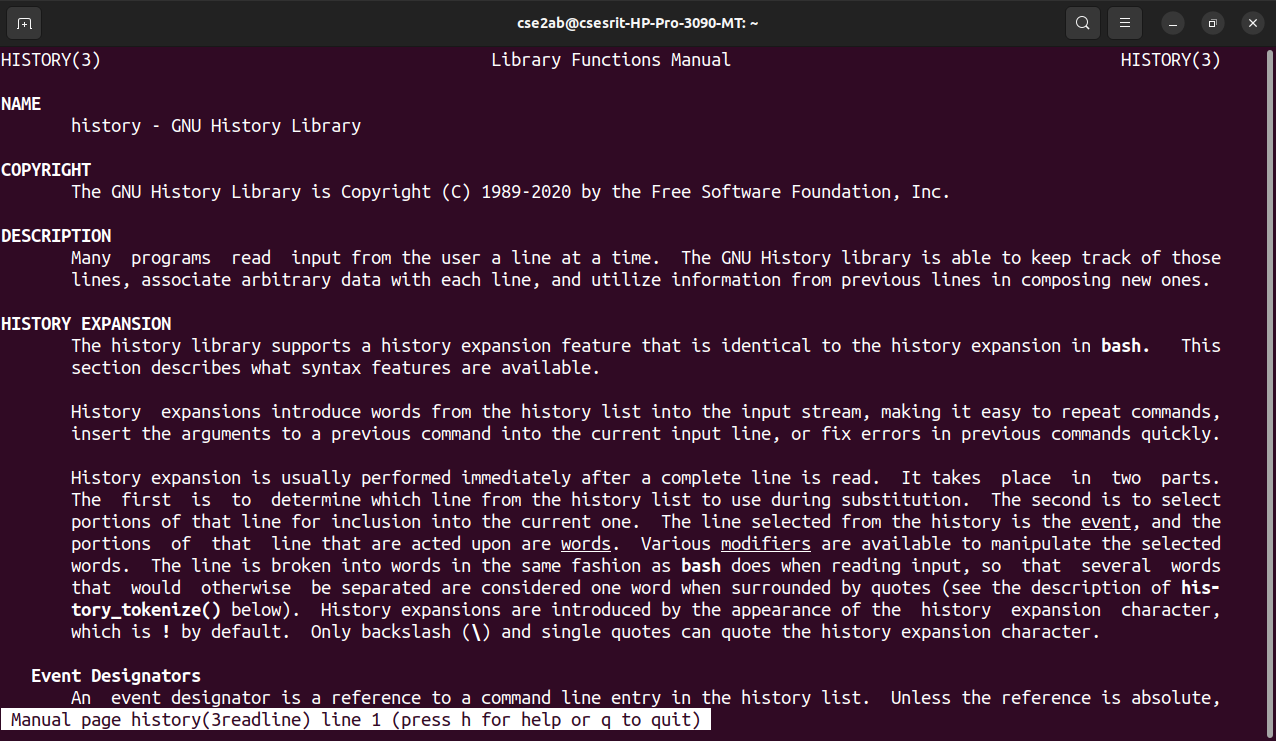 cse2ab@csesrit-HP-Pro-3090-MT: ~
HISTORY(3) Library Functions Manual HISTORY(3)
NAME
history - GNU History Library
COPYRIGHT
The GNU History Library is Copyright (C) 1989-2020 by the Free Software Foundation, Inc.
DESCRIPTION
Many  programs  read  input from the user a line at a time.  The GNU History library is able to keep track of those
lines, associate arbitrary data with each line, and utilize information from previous lines in composing new ones.
HISTORY EXPANSION
The history library supports a history expansion feature that is identical to the history expansion in bash.   This
section describes what syntax features are available.
History  expansions introduce words from the history list into the input stream, making it easy to repeat commands,
insert the arguments to a previous command into the current input line, or fix errors in previous commands quickly.
History expansion is usually performed immediately after a complete line is read.  It takes  place  in  two  parts.
The  first  is  to  determine which line from the history list to use during substitution.  The second is to select
portions of that line for inclusion into the current one.  The line selected from the history is the event, and the
portions  of  that  line that are acted upon are words.  Various modifiers are available to manipulate the selected
words.  The line is broken into words in the same fashion as bash does when reading input, so  that  several  words
that  would  otherwise  be separated are considered one word when surrounded by quotes (see the description of his-
tory_tokenize() below).  History expansions are introduced by the appearance of the  history  expansion  character,
which is ! by default.  Only backslash (\) and single quotes can quote the history expansion character.
Event Designators
An  event designator is a reference to a command line entry in the history list.  Unless the reference is absolute,
Manual page history(3readline) line 1 (press h for help or q to quit)